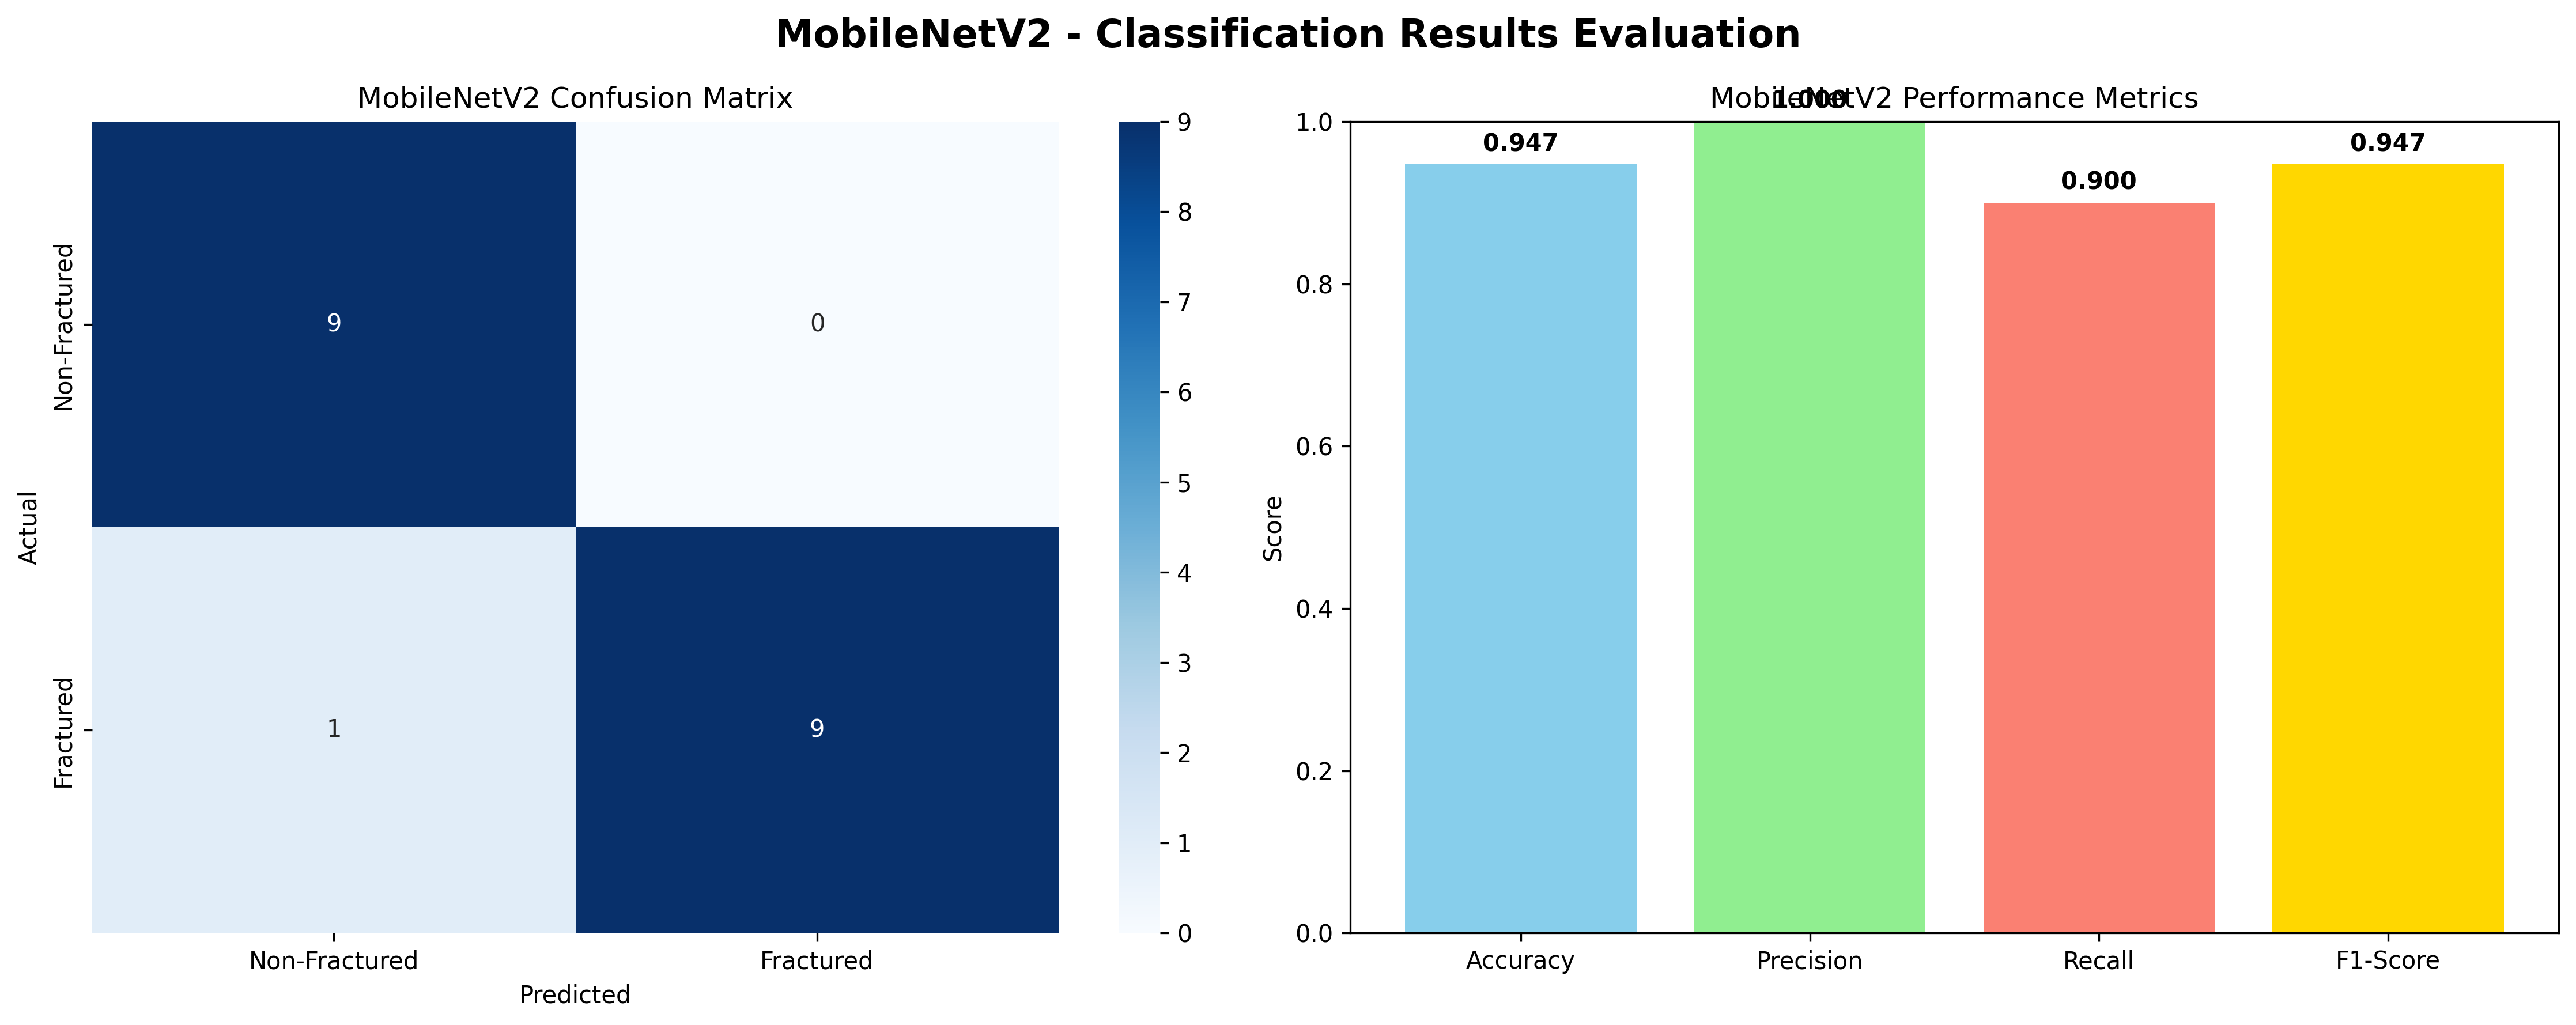 MobileNetV2 - Classification Results Evaluation
MobileNetV2 Confusion Matrix
Actual
Non-Fractured
Fractured
9
0
1
9
Non-Fractured
Fractured
Predicted
9
8
7
6
5
4
3
2
1
0
MobileNetV2 Performance Metrics
1.000
Score
1.0
0.8
0.6
0.4
0.2
0.0
0.947
0.900
0.947
Accuracy
Precision
Recall
F1-Score